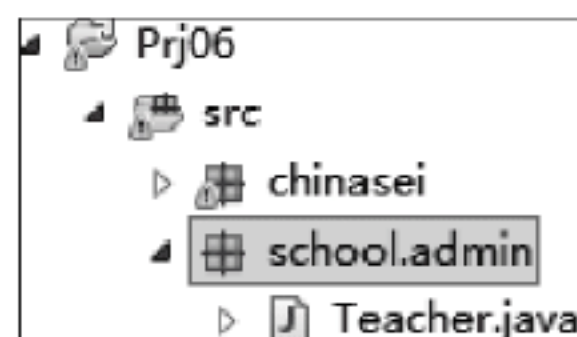 Prj06
src
chinasei
school.admin
Teacher.java